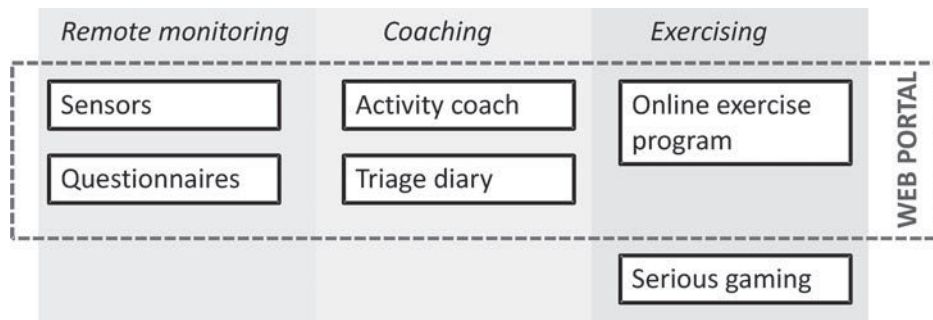 Remote monitoring
Coaching
Exercising
Sensors
Activity coach
Online exercise
program
Questionnaires
Triage diary
WEB PORTAL
Serious gaming